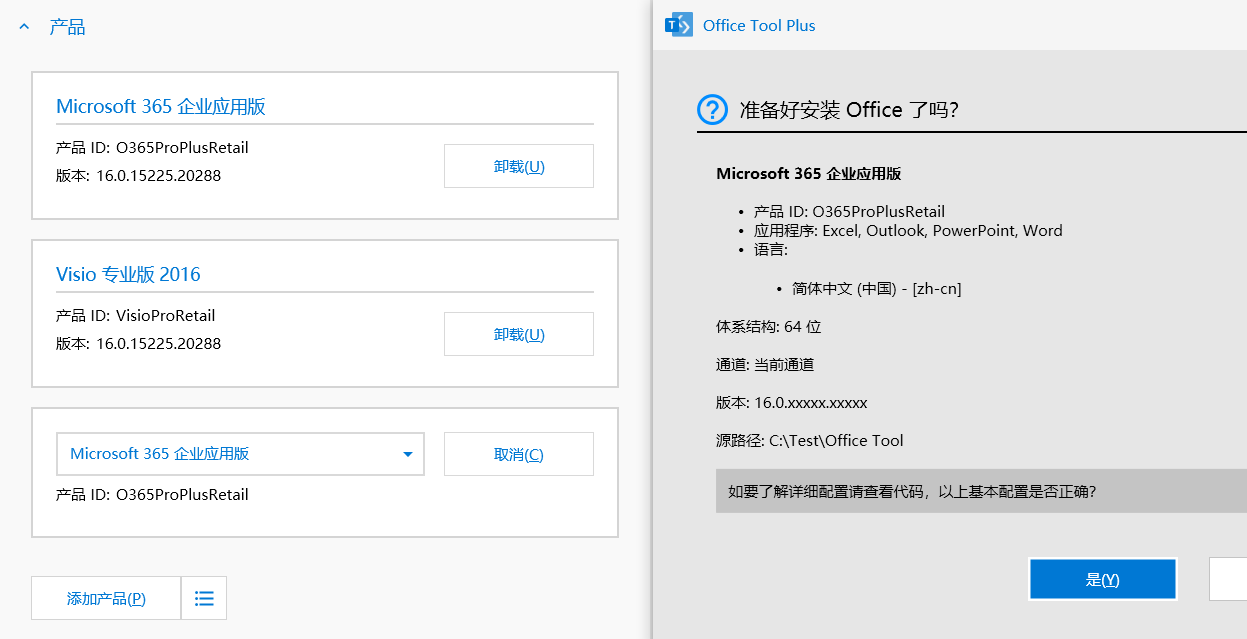 产品
Microsoft 365 企业应用版
产品 ID: O365ProPlusRetail
版本: 16.0.15225.20288
卸载(U)
Visio 专业版 2016
产品 ID: VisioProRetail
版本: 16.0.15225.20288
卸载(U)
Microsoft 365 企业应用版
取消(C)
产品 ID: O365ProPlusRetail
添加产品(P)
Office Tool Plus
准备好安装 Office 了吗?
Microsoft 365 企业应用版
• 产品 ID: O365ProPlusRetail
• 应用程序: Excel, Outlook, PowerPoint, Word
• 语言:
• 简体中文 (中国) - [zh-cn]
体系结构: 64 位
通道: 当前通道
版本: 16.0.xxxxx.xxxxx
源路径: C:\Test\Office Tool
如要了解详细配置请查看代码，以上基本配置是否正确?
是(Y)